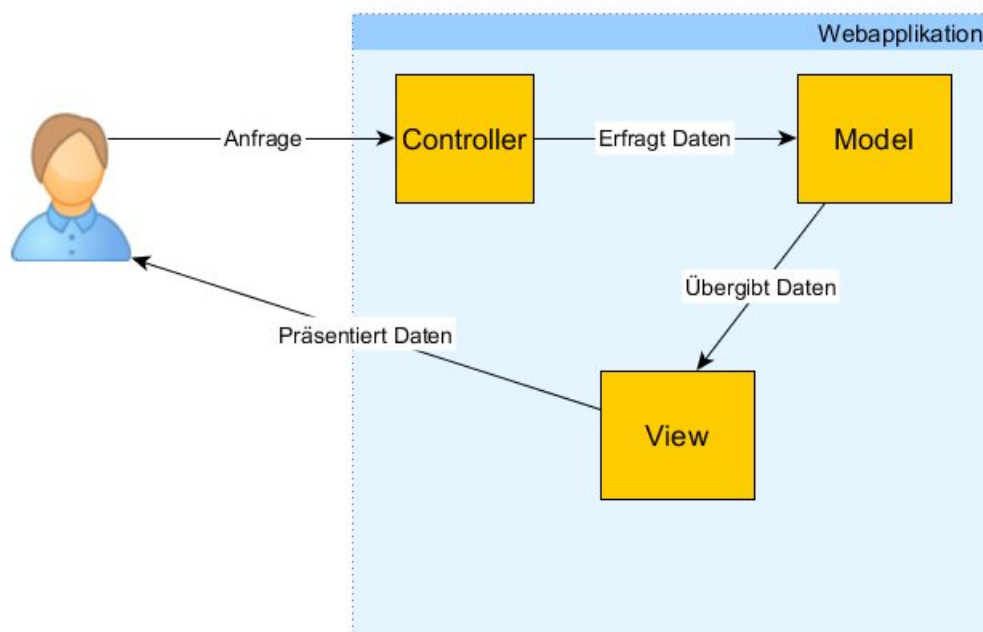 Webapplikation
Anfrage
Controller
Erfragt Daten
Model
Übergibt Daten
Präsentiert Daten
View